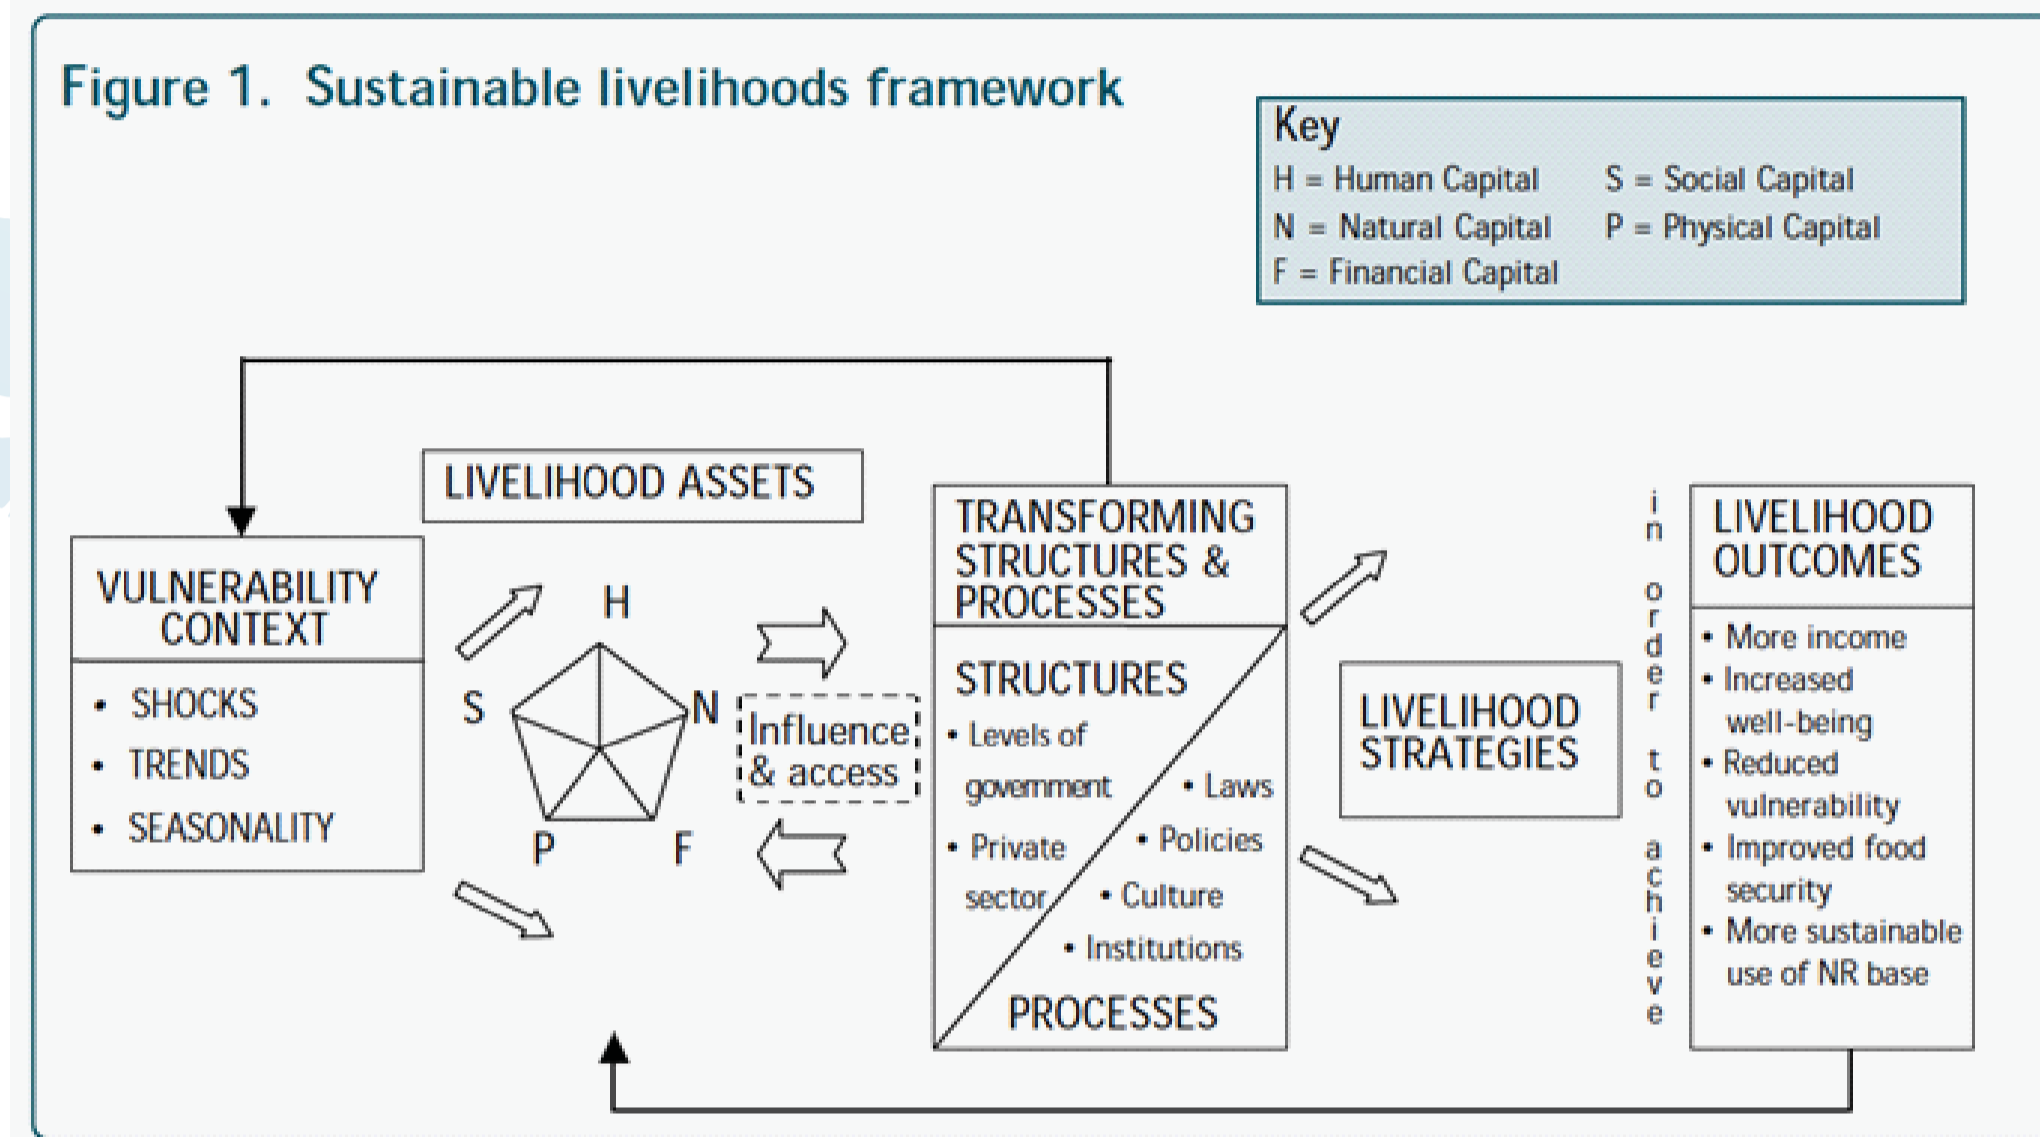 Figure 1. Sustainable livelihoods framework
Key
H = Human Capital S = Social Capital
N = Natural Capital P = Physical Capital
F = Financial Capital
LIVELIHOOD ASSETS
VULNERABILITY
CONTEXT
• SHOCKS
• TRENDS
• SEASONALITY
H
S
N
P
F
Influence
& access
TRANSFORMING
STRUCTURES &
PROCESSES
STRUCTURES
• Levels of
government
• Private
sector
• Laws
• Policies
• Culture
• Institutions
PROCESSES
LIVELIHOOD
STRATEGIES
in order to achieve
LIVELIHOOD
OUTCOMES
• More income
• Increased
well-being
• Reduced
vulnerability
• Improved food
security
• More sustainable
use of NR base